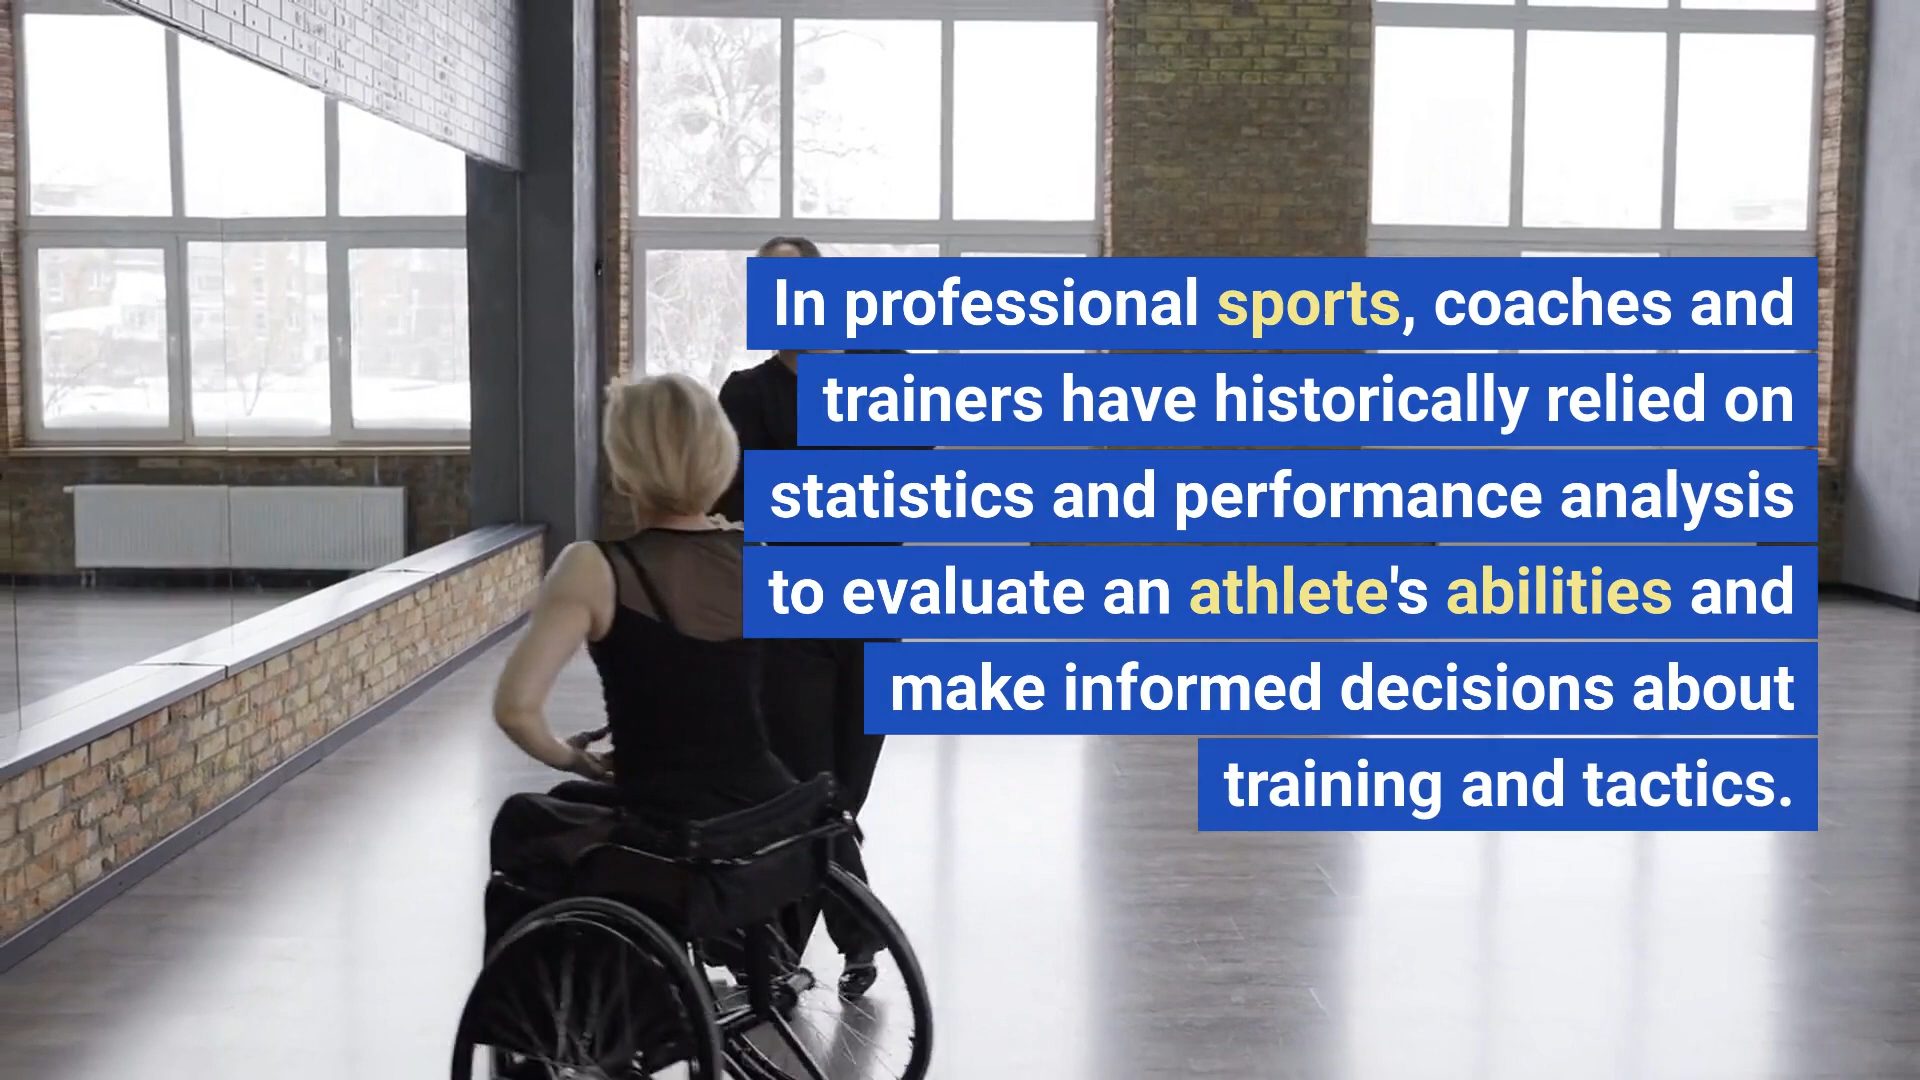 In professional sports, coaches and
trainers have historically relied on
statistics and performance analysis
to evaluate an athlete's abilities and
make informed decisions about
training and tactics.